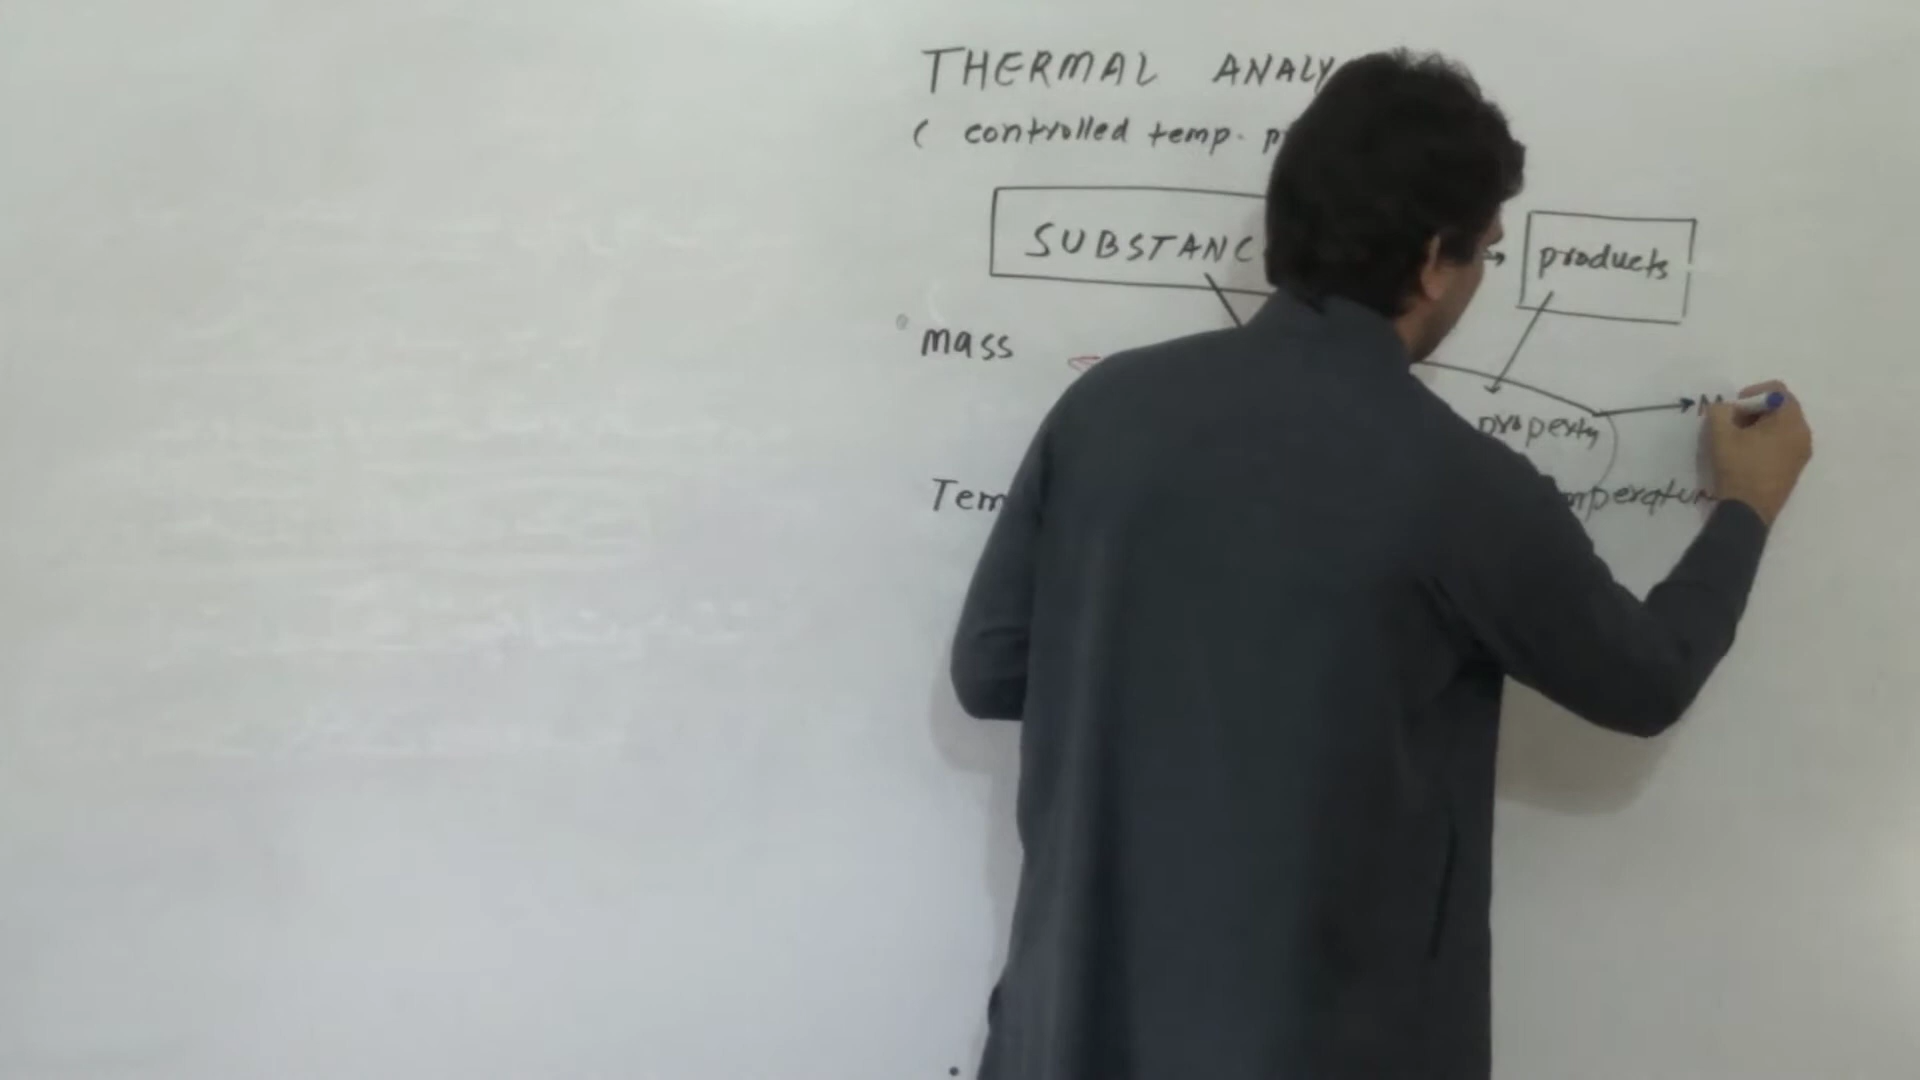 THERMAL ANALY
( controlled temp. p
SUBSTANC
products
mass
property
Tem
mperatur